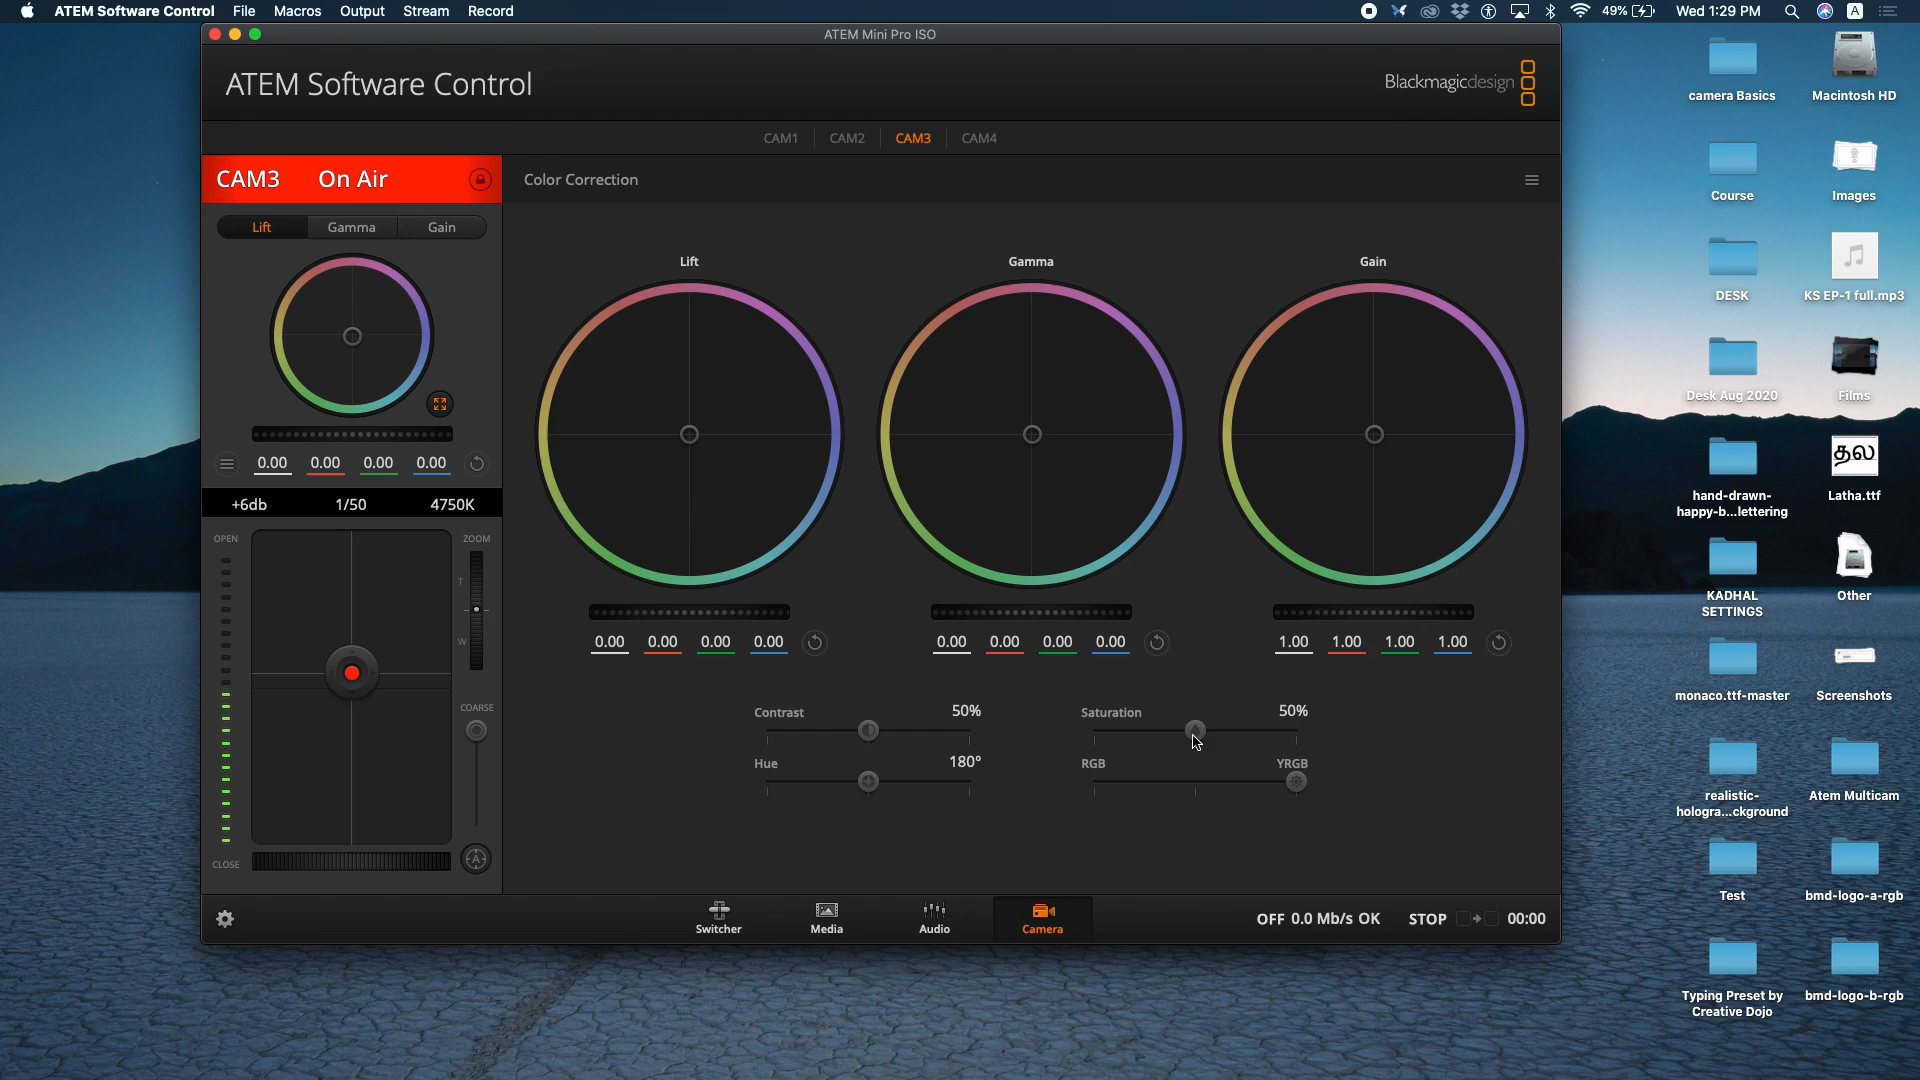 ATEM Software Control File Macros Output Stream Record 49% Wed 1:29 PM A
ATEM Mini Pro ISO
ATEM Software Control
Blackmagicdesign
CAM1 CAM2 CAM3 CAM4
CAM3 On Air
Color Correction
Lift Gamma Gain
Lift Gamma Gain
0.00 0.00 0.00 0.00
+6db 1/50 4750K
OPEN
ZOOM
T
W
COARSE
CLOSE
A
0.00 0.00 0.00 0.00
0.00 0.00 0.00 0.00
1.00 1.00 1.00 1.00
Contrast 50%
Saturation 50%
Hue 180°
RGB YRGB
Switcher Media Audio Camera
OFF 0.0 Mb/s OK STOP 00:00
camera Basics
Macintosh HD
Course
Images
DESK
KS EP-1 full.mp3
Desk Aug 2020
Films
hand-drawn-
happy-b...lettering
தல
Latha.ttf
KADHAL
SETTINGS
Other
monaco.ttf-master
Screenshots
realistic-
hologra...ckground
Atem Multicam
Test
bmd-logo-a-rgb
Typing Preset by
Creative Dojo
bmd-logo-b-rgb